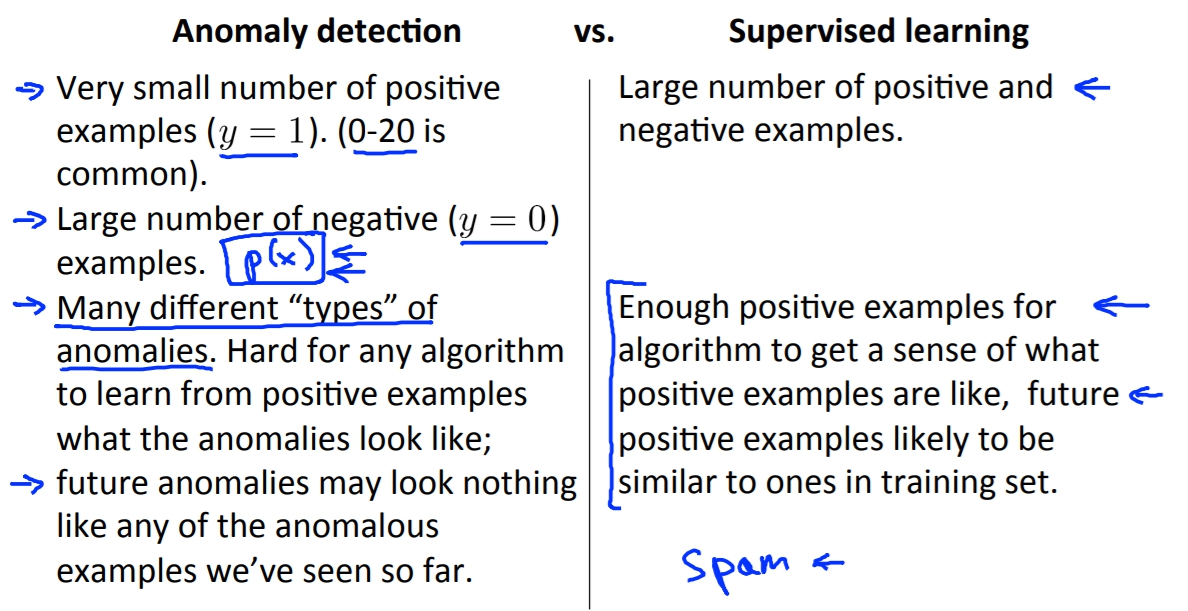 Anomaly detection vs. Supervised learning
Very small number of positive
examples (y = 1). (0-20 is
common).
Large number of negative (y = 0)
examples. p(x)
Many different “types” of
anomalies. Hard for any algorithm
to learn from positive examples
what the anomalies look like;
future anomalies may look nothing
like any of the anomalous
examples we’ve seen so far.
Large number of positive and
negative examples.
Enough positive examples for
algorithm to get a sense of what
positive examples are like, future
positive examples likely to be
similar to ones in training set.
Spam